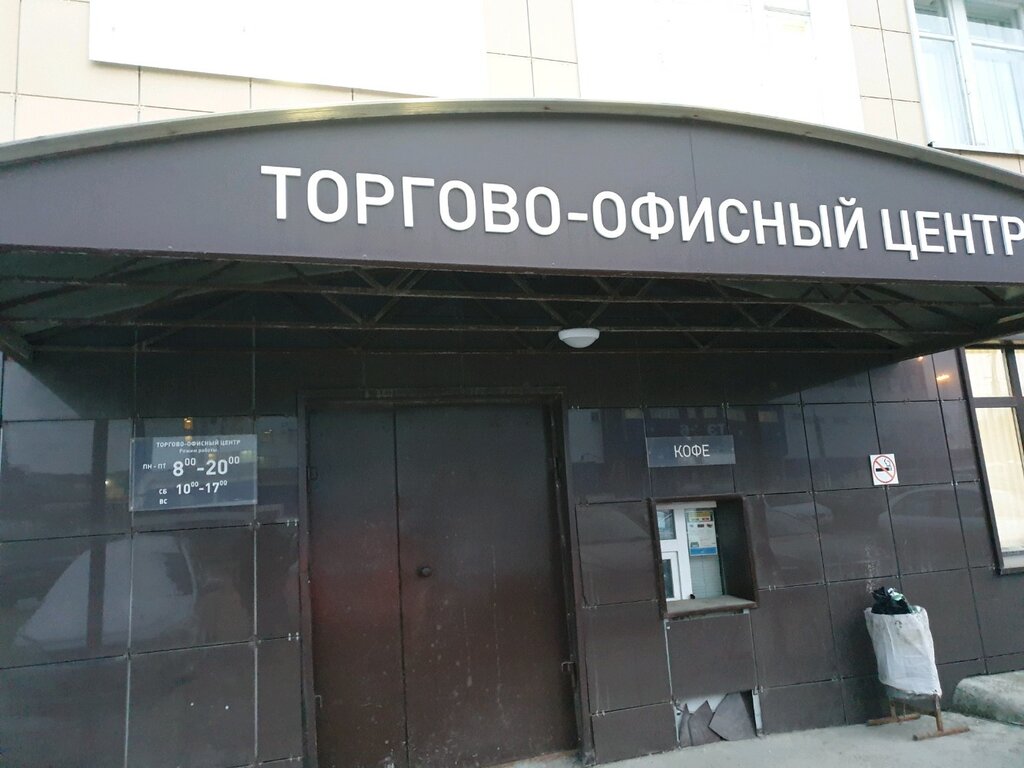 ТОРГОВО-ОФИСНЫЙ ЦЕНТР
ТОРГОВО-ОФИСНЫЙ ЦЕНТР
Режим работы
ПН - ПТ 8⁰⁰-20⁰⁰
СБ 10⁰⁰-17⁰⁰
ВС
КОФЕ